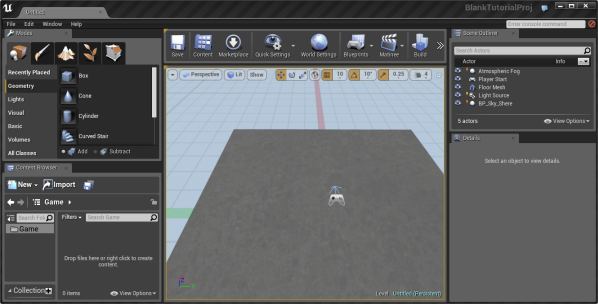 Untitled
BlankTutorialProj
File Edit Window Help
Enter console command
Modes
Recently Placed
Geometry
Lights
Visual
Basic
Volumes
All Classes
Box
Cone
Cylinder
Curved Stair
Add Subtract
Content Browser
New Import
Game
Search Fol
Game
Collection
Filters Search Game
Drop files here or right click to create
content.
0 items View Options
Save Content Marketplace Quick Settings World Settings Blueprints Matinee Build
Perspective Lit Show 10 10° 0.25 4
Level: Untitled (Persistent)
Scene Outliner
Search Actors
Actor Info
Atmospheric Fog
Player Start
Floor Mesh
Light Source
BP_Sky_Shere
5 actors View Options
Details
Select an object to view details.